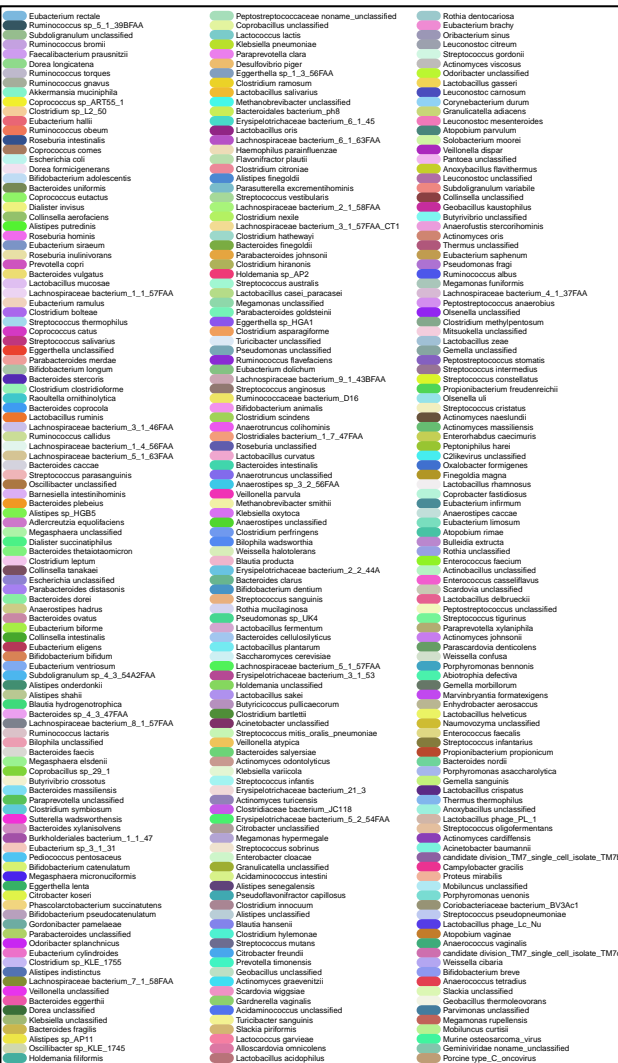 Eubacterium rectale
Ruminococcus sp_5_1_39BFAA
Subdoligranulum unclassified
Ruminococcus bromii
Faecalibacterium prausnitzii
Dorea longicatena
Ruminococcus torques
Ruminococcus gnavus
Akkermansia muciniphila
Coprococcus sp_ART55_1
Clostridium sp_L2_50
Eubacterium hallii
Ruminococcus obeum
Roseburia intestinalis
Coprococcus comes
Escherichia coli
Dorea formicigenerans
Bifidobacterium adolescentis
Bacteroides uniformis
Coprococcus eutactus
Dialister invisus
Collinsella aerofaciens
Alistipes putredinis
Roseburia hominis
Eubacterium siraeum
Roseburia inulinivorans
Prevotella copri
Bacteroides vulgatus
Lactobacillus mucosae
Lachnospiraceae bacterium_1_1_57FAA
Eubacterium ramulus
Clostridium bolteae
Streptococcus thermophilus
Coprococcus catus
Streptococcus salivarius
Eggerthella unclassified
Parabacteroides merdae
Bifidobacterium longum
Bacteroides stercoris
Clostridium clostridioforme
Raoultella ornithinolytica
Bacteroides coprocola
Lactobacillus ruminis
Lachnospiraceae bacterium_3_1_46FAA
Ruminococcus callidus
Lachnospiraceae bacterium_1_4_56FAA
Lachnospiraceae bacterium_5_1_63FAA
Bacteroides caccae
Streptococcus parasanguinis
Oscillibacter unclassified
Barnesiella intestinihominis
Bacteroides plebeius
Alistipes sp_HGB5
Adlercreutzia equolifaciens
Megasphaera unclassified
Dialister succinatiphilus
Bacteroides thetaiotaomicron
Clostridium leptum
Collinsella tanakaei
Escherichia unclassified
Parabacteroides distasonis
Bacteroides dorei
Anaerostipes hadrus
Bacteroides ovatus
Eubacterium biforme
Collinsella intestinalis
Eubacterium eligens
Bifidobacterium bifidum
Eubacterium ventriosum
Subdoligranulum sp_4_3_54A2FAA
Alistipes onderdonkii
Alistipes shahii
Blautia hydrogenotrophica
Bacteroides sp_4_3_47FAA
Lachnospiraceae bacterium_8_1_57FAA
Ruminococcus lactaris
Bilophila unclassified
Bacteroides faecis
Megasphaera elsdenii
Coprobacillus sp_29_1
Butyrivibrio crossotus
Bacteroides massiliensis
Paraprevotella unclassified
Clostridium symbiosum
Sutterella wadsworthensis
Bacteroides xylanisolvens
Burkholderiales bacterium_1_1_47
Eubacterium sp_3_1_31
Pediococcus pentosaceus
Bifidobacterium catenulatum
Megasphaera micronuciformis
Eggerthella lenta
Citrobacter koseri
Phascolarctobacterium succinatutens
Bifidobacterium pseudocatenulatum
Gordonibacter pamelaeae
Parabacteroides unclassified
Odoribacter splanchnicus
Eubacterium cylindroides
Clostridium sp_KLE_1755
Alistipes indistinctus
Lachnospiraceae bacterium_7_1_58FAA
Veillonella unclassified
Bacteroides eggerthii
Dorea unclassified
Klebsiella unclassified
Bacteroides fragilis
Alistipes sp_AP11
Oscillibacter sp_KLE_1745
Holdemania filiformis
Peptostreptococcaceae noname_unclassified
Coprobacillus unclassified
Lactococcus lactis
Klebsiella pneumoniae
Paraprevotella clara
Desulfovibrio piger
Eggerthella sp_1_3_56FAA
Clostridium ramosum
Lactobacillus salivarius
Methanobrevibacter unclassified
Bacteroidales bacterium_ph8
Erysipelotrichaceae bacterium_6_1_45
Lactobacillus oris
Lachnospiraceae bacterium_6_1_63FAA
Haemophilus parainfluenzae
Flavonifractor plautii
Clostridium citroniae
Alistipes finegoldii
Parasutterella excrementihominis
Streptococcus vestibularis
Lachnospiraceae bacterium_2_1_58FAA
Clostridium nexile
Lachnospiraceae bacterium_3_1_57FAA_CT1
Clostridium hathewayi
Bacteroides finegoldii
Parabacteroides johnsonii
Clostridium hiranonis
Holdemania sp_AP2
Streptococcus australis
Lactobacillus casei_paracasei
Megamonas unclassified
Parabacteroides goldsteinii
Eggerthella sp_HGA1
Clostridium asparagiforme
Turicibacter unclassified
Pseudomonas unclassified
Ruminococcus flavefaciens
Eubacterium dolichum
Lachnospiraceae bacterium_9_1_43BFAA
Streptococcus anginosus
Ruminococcaceae bacterium_D16
Bifidobacterium animalis
Clostridium scindens
Anaerotruncus colihominis
Clostridiales bacterium_1_7_47FAA
Roseburia unclassified
Lactobacillus curvatus
Bacteroides intestinalis
Anaerotruncus unclassified
Anaerostipes sp_3_2_56FAA
Veillonella parvula
Methanobrevibacter smithii
Klebsiella oxytoca
Anaerostipes unclassified
Clostridium perfringens
Bilophila wadsworthia
Weissella halotolerans
Blautia producta
Erysipelotrichaceae bacterium_2_2_44A
Bacteroides clarus
Bifidobacterium dentium
Streptococcus sanguinis
Rothia mucilaginosa
Pseudomonas sp_UK4
Lactobacillus fermentum
Bacteroides cellulosilyticus
Lactobacillus plantarum
Saccharomyces cerevisiae
Lachnospiraceae bacterium_5_1_57FAA
Erysipelotrichaceae bacterium_3_1_53
Holdemania unclassified
Lactobacillus sakei
Butyricicoccus pullicaecorum
Clostridium bartlettii
Acinetobacter unclassified
Streptococcus mitis_oralis_pneumoniae
Veillonella atypica
Bacteroides salyersiae
Actinomyces odontolyticus
Klebsiella variicola
Streptococcus infantis
Erysipelotrichaceae bacterium_21_3
Actinomyces turicensis
Clostridiaceae bacterium_JC118
Erysipelotrichaceae bacterium_5_2_54FAA
Citrobacter unclassified
Megamonas hypermegale
Streptococcus sobrinus
Enterobacter cloacae
Granulicatella unclassified
Acidaminococcus intestini
Alistipes senegalensis
Pseudoflavonifractor capillosus
Clostridium innocuum
Alistipes unclassified
Blautia hansenii
Clostridium hylemonae
Streptococcus mutans
Citrobacter freundii
Prevotella timonensis
Geobacillus unclassified
Actinomyces graevenitzii
Scardovia wiggsiae
Gardnerella vaginalis
Acidaminococcus unclassified
Turicibacter sanguinis
Slackia piriformis
Lactococcus garvieae
Alloscardovia omnicolens
Lactobacillus acidophilus
Rothia dentocariosa
Eubacterium brachy
Oribacterium sinus
Leuconostoc citreum
Streptococcus gordonii
Actinomyces viscosus
Odoribacter unclassified
Lactobacillus gasseri
Leuconostoc carnosum
Corynebacterium durum
Granulicatella adiacens
Leuconostoc mesenteroides
Atopobium parvulum
Solobacterium moorei
Veillonella dispar
Pantoea unclassified
Anoxybacillus flavithermus
Leuconostoc unclassified
Subdoligranulum variabile
Collinsella unclassified
Geobacillus kaustophilus
Butyrivibrio unclassified
Anaerofustis stercorihominis
Actinomyces oris
Thermus unclassified
Eubacterium saphenum
Pseudomonas fragi
Ruminococcus albus
Megamonas funiformis
Lachnospiraceae bacterium_4_1_37FAA
Peptostreptococcus anaerobius
Olsenella unclassified
Clostridium methylpentosum
Mitsuokella unclassified
Lactobacillus zeae
Gemella unclassified
Peptostreptococcus stomatis
Streptococcus intermedius
Streptococcus constellatus
Propionibacterium freudenreichii
Olsenella uli
Streptococcus cristatus
Actinomyces naeslundii
Actinomyces massiliensis
Enterorhabdus caecimuris
Peptoniphilus harei
C2likevirus unclassified
Oxalobacter formigenes
Finegoldia magna
Lactobacillus rhamnosus
Coprobacter fastidiosus
Eubacterium infirmum
Anaerostipes caccae
Eubacterium limosum
Atopobium rimae
Bulleidia extructa
Rothia unclassified
Enterococcus faecium
Actinobacillus unclassified
Enterococcus casseliflavus
Scardovia unclassified
Lactobacillus delbrueckii
Peptostreptococcus unclassified
Streptococcus tigurinus
Paraprevotella xylaniphila
Actinomyces johnsonii
Parascardovia denticolens
Weissella confusa
Porphyromonas bennonis
Abiotrophia defectiva
Gemella morbillorum
Marvinbryantia formatexigens
Enhydrobacter aerosaccus
Lactobacillus helveticus
Naumovozyma unclassified
Enterococcus faecalis
Streptococcus infantarius
Propionibacterium propionicum
Bacteroides nordii
Porphyromonas asaccharolytica
Gemella sanguinis
Lactobacillus crispatus
Thermus thermophilus
Anoxybacillus unclassified
Lactobacillus phage_PL_1
Streptococcus oligofermentans
Actinomyces cardiffensis
Acinetobacter baumannii
candidate division_TM7_single_cell_isolate_TM7b
Campylobacter gracilis
Proteus mirabilis
Mobiluncus unclassified
Porphyromonas uenonis
Coriobacteriaceae bacterium_BV3Ac1
Streptococcus pseudopneumoniae
Lactobacillus phage_Lc_Nu
Atopobium vaginae
Anaerococcus vaginalis
candidate division_TM7_single_cell_isolate_TM7c
Weissella cibaria
Bifidobacterium breve
Anaerococcus tetradius
Slackia unclassified
Geobacillus thermoleovorans
Parvimonas unclassified
Megamonas rupellensis
Mobiluncus curtisii
Murine osteosarcoma_virus
Geminiviridae noname_unclassified
Porcine type_C_oncovirus